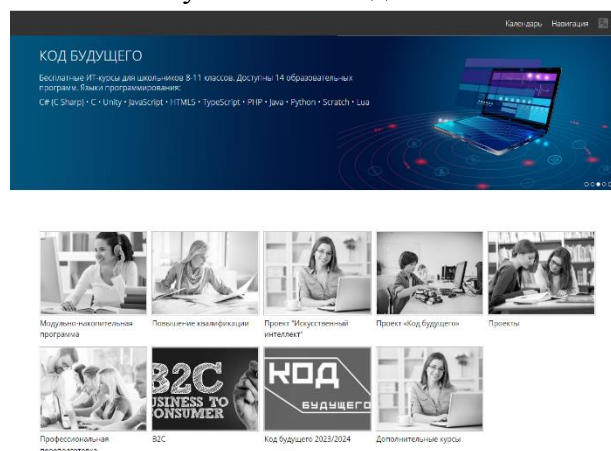 Календарь Навигация
КОД БУДУЩЕГО
Бесплатные ИТ-курсы для школьников 8-11 классов. Доступны 14 образовательных
программ. Языки программирования:
C# (C Sharp) • C • Unity • JavaScript • HTML5 • TypeScript • PHP • Java • Python • Scratch • Lua
Модульно-накопительная
программа
Повышение квалификации
Проект "Искусственный
интеллект"
Проект «Код будущего»
Проекты
B2C
BUSINESS TO
CONSUMER
КОД
БУДУЩЕГО
Профессиональная
переподготовка
B2C
Код будущего 2023/2024
Дополнительные курсы